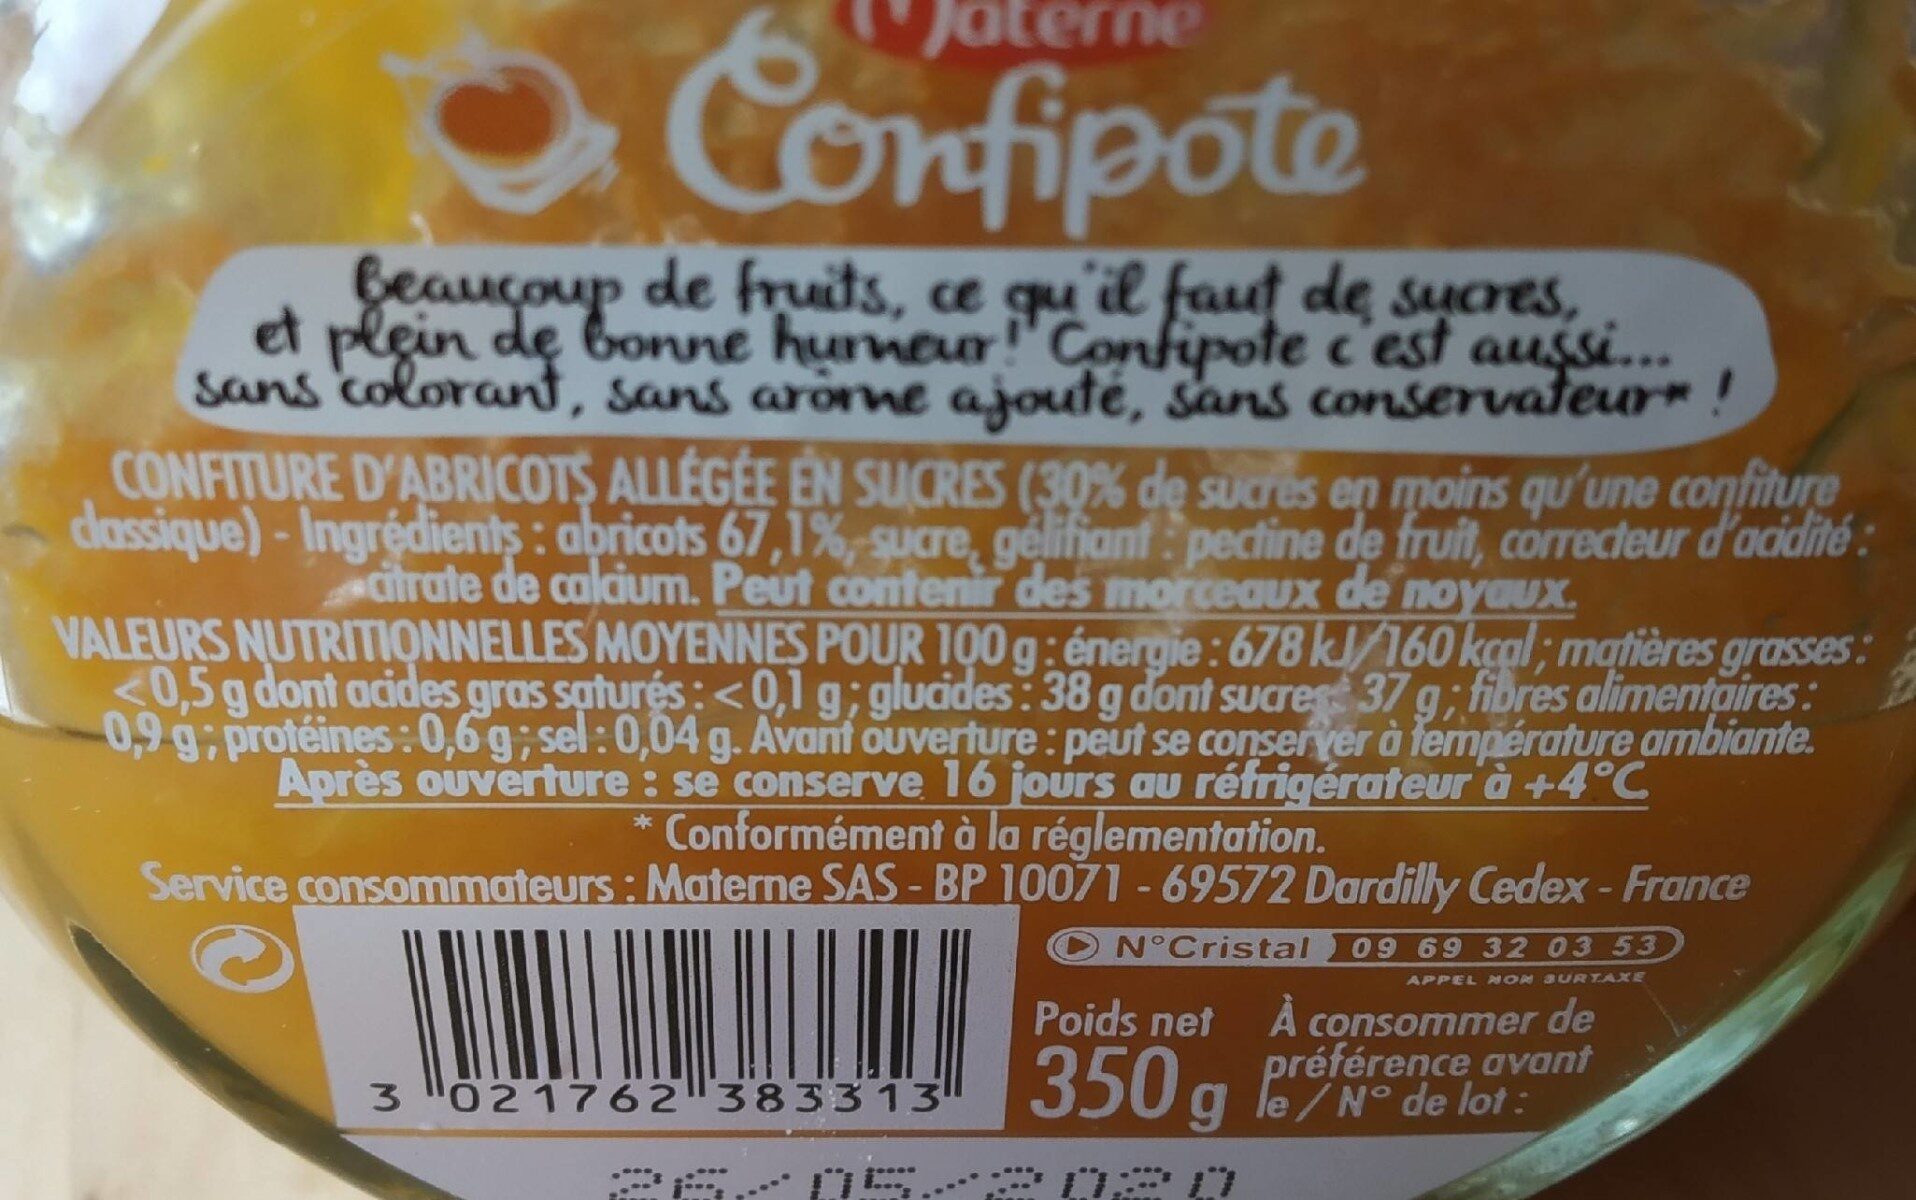 Materne
Confipote
Beaucoup de fruits, ce qu'il faut de sucres,
et plein de bonne humeur! Confipote c'est aussi...
sans colorant, sans arôme ajouté, sans conservateur* !
CONFITURE D'ABRICOTS ALLÉGÉE EN SUCRES (30% de sucres en moins qu'une confiture
classique) - Ingrédients : abricots 67,1%, sucre, gélifiant : pectine de fruit, correcteur d'acidité :
citrate de calcium. Peut contenir des morceaux de noyaux.
VALEURS NUTRITIONNELLES MOYENNES POUR 100 g : énergie : 678 kJ/160 kcal ; matières grasses :
<0,5 g dont acides gras saturés : <0,1 g ; glucides : 38 g dont sucres : 37 g ; fibres alimentaires :
0,9 g ; protéines : 0,6 g ; sel : 0,04 g. Avant ouverture : peut se conserver à température ambiante.
Après ouverture : se conserve 16 jours au réfrigérateur à +4°C
* Conformément à la réglementation.
Service consommateurs : Materne SAS - BP 10071 - 69572 Dardilly Cedex - France
N°Cristal 09 69 32 03 53
APPEL NON SURTAXE
Poids net
350 g
À consommer de
préférence avant
le / N° de lot :
3 021762 383313
26/05/2020